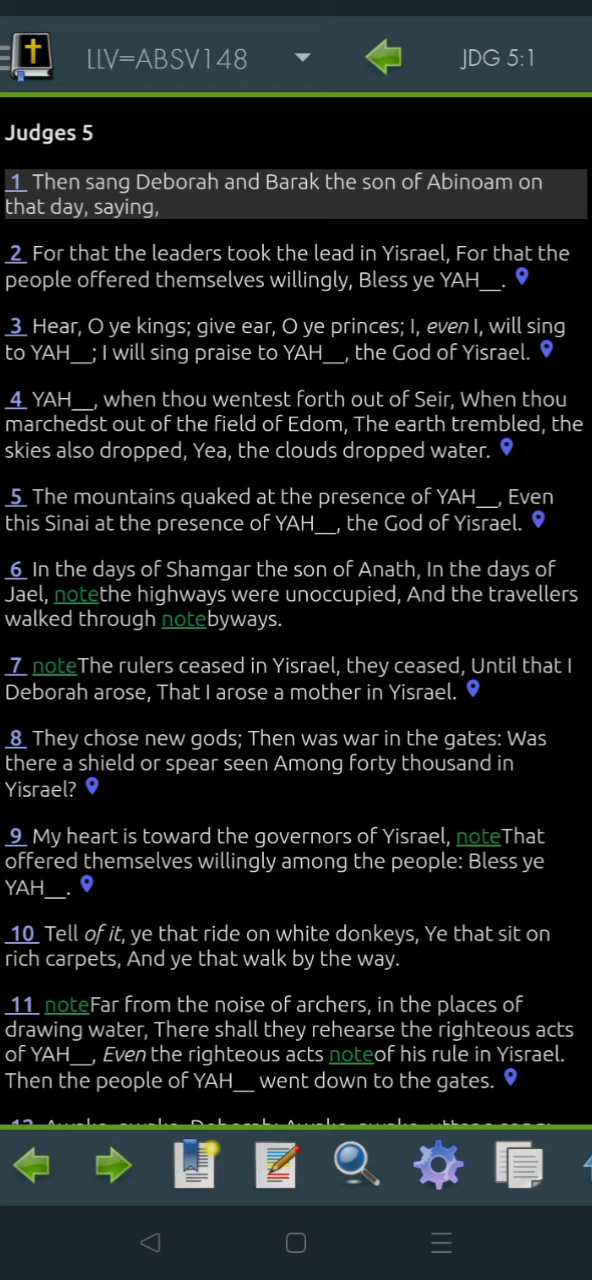 LLV=ABSV148
JDG 5:1
Judges 5
1 Then sang Deborah and Barak the son of Abinoam on
that day, saying,
2 For that the leaders took the lead in Yisrael, For that the
people offered themselves willingly, Bless ye YAH__.
3 Hear, O ye kings; give ear, O ye princes; I, even I, will sing
to YAH__; I will sing praise to YAH__, the God of Yisrael.
4 YAH__, when thou wentest forth out of Seir, When thou
marchedst out of the field of Edom, The earth trembled, the
skies also dropped, Yea, the clouds dropped water.
5 The mountains quaked at the presence of YAH__, Even
this Sinai at the presence of YAH__, the God of Yisrael.
6 In the days of Shamgar the son of Anath, In the days of
Jael, notethe highways were unoccupied, And the travellers
walked through notebyways.
7 noteThe rulers ceased in Yisrael, they ceased, Until that I
Deborah arose, That I arose a mother in Yisrael.
8 They chose new gods; Then was war in the gates: Was
there a shield or spear seen Among forty thousand in
Yisrael?
9 My heart is toward the governors of Yisrael, noteThat
offered themselves willingly among the people: Bless ye
YAH__.
10 Tell of it, ye that ride on white donkeys, Ye that sit on
rich carpets, And ye that walk by the way.
11 noteFar from the noise of archers, in the places of
drawing water, There shall they rehearse the righteous acts
of YAH__, Even the righteous acts noteof his rule in Yisrael.
Then the people of YAH__ went down to the gates.